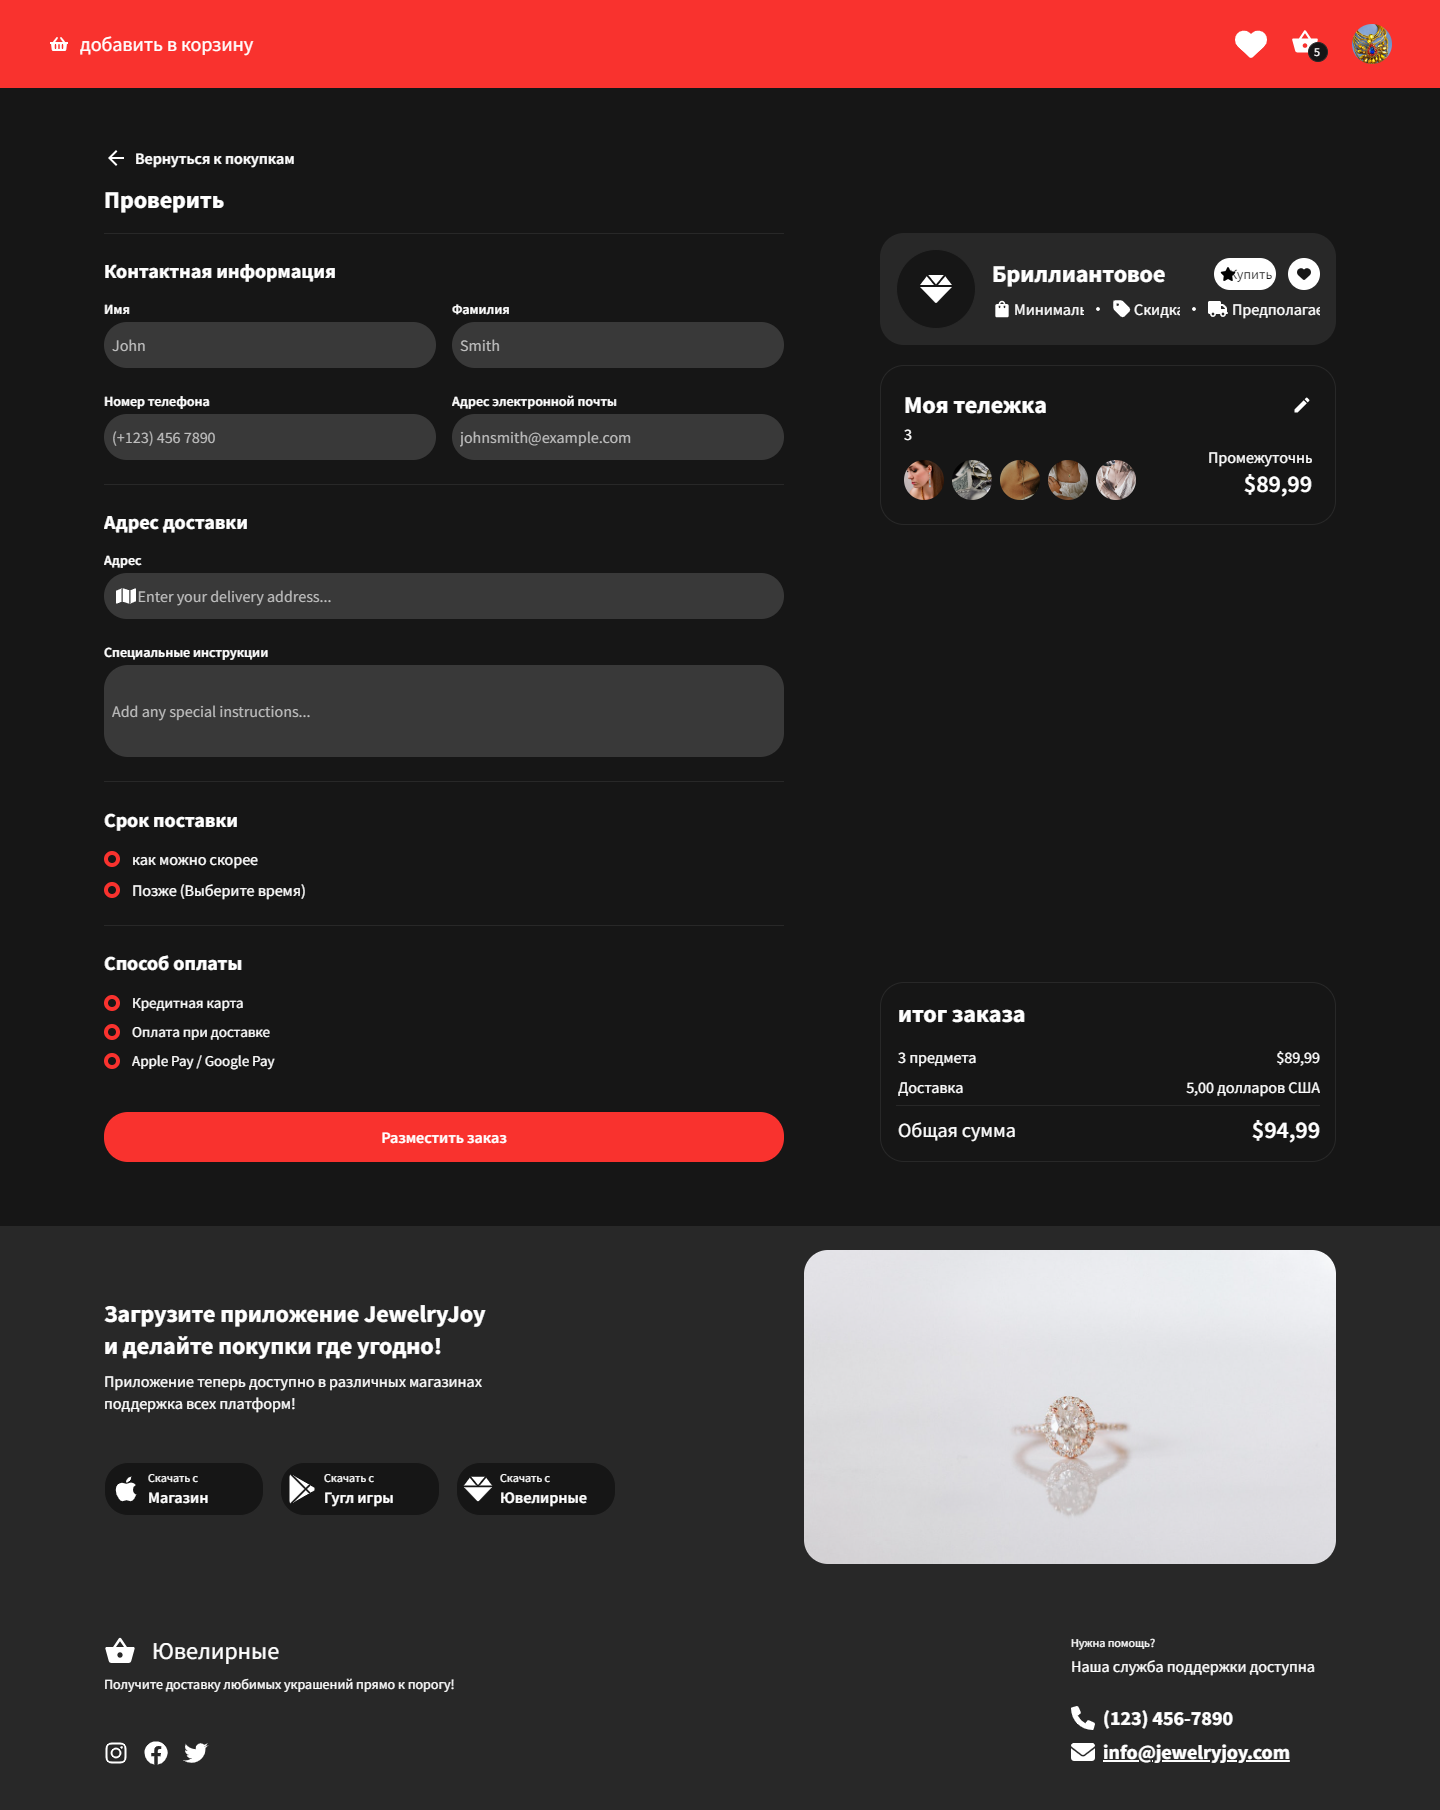 добавить в корзину
5
Вернуться к покупкам
Проверить
Контактная информация
Имя
Фамилия
John
Smith
Номер телефона
Адрес электронной почты
(+123) 456 7890
johnsmith@example.com
Адрес доставки
Адрес
Enter your delivery address...
Специальные инструкции
Add any special instructions...
Срок поставки
как можно скорее
Позже (Выберите время)
Способ оплаты
Кредитная карта
Оплата при доставке
Apple Pay / Google Pay
Разместить заказ
Бриллиантовое
Купить
Минималь • Скидка • Предполагае
Моя тележка
3
Промежуточнь
$89,99
итог заказа
3 предмета $89,99
Доставка 5,00 долларов США
Общая сумма $94,99
Загрузите приложение JewelryJoy
и делайте покупки где угодно!
Приложение теперь доступно в различных магазинах
поддержка всех платформ!
Скачать с
Магазин
Скачать с
Гугл игры
Скачать с
Ювелирные
Ювелирные
Получите доставку любимых украшений прямо к порогу!
Нужна помощь?
Наша служба поддержки доступна
(123) 456-7890
info@jewelryjoy.com